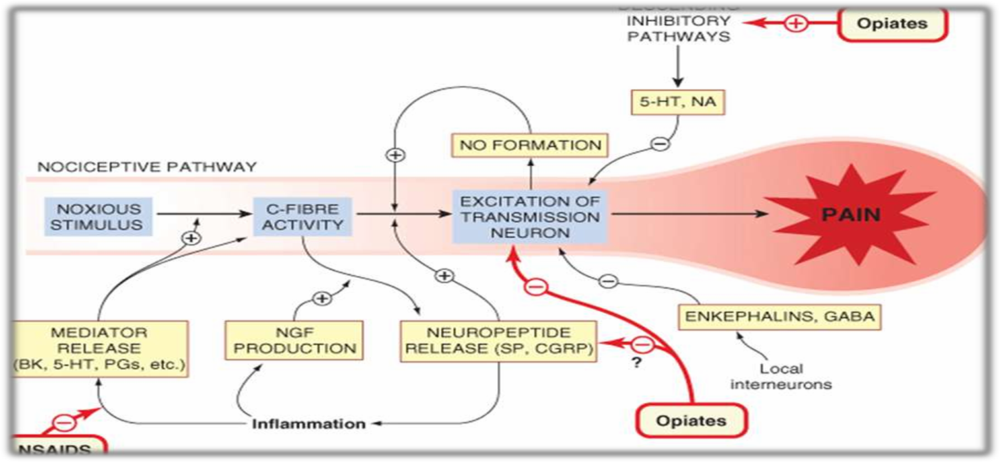 DESCENDING
INHIBITORY
PATHWAYS
+
Opiates
5-HT, NA
−
NO FORMATION
+
NOCICEPTIVE PATHWAY
NOXIOUS
STIMULUS
C-FIBRE
ACTIVITY
EXCITATION OF
TRANSMISSION
NEURON
PAIN
+
+
−
−
+
MEDIATOR
RELEASE
(BK, 5-HT, PGs, etc.)
NGF
PRODUCTION
NEUROPEPTIDE
RELEASE (SP, CGRP)
ENKEPHALINS, GABA
−
?
Local
interneurons
Inflammation
Opiates
−
NSAIDS